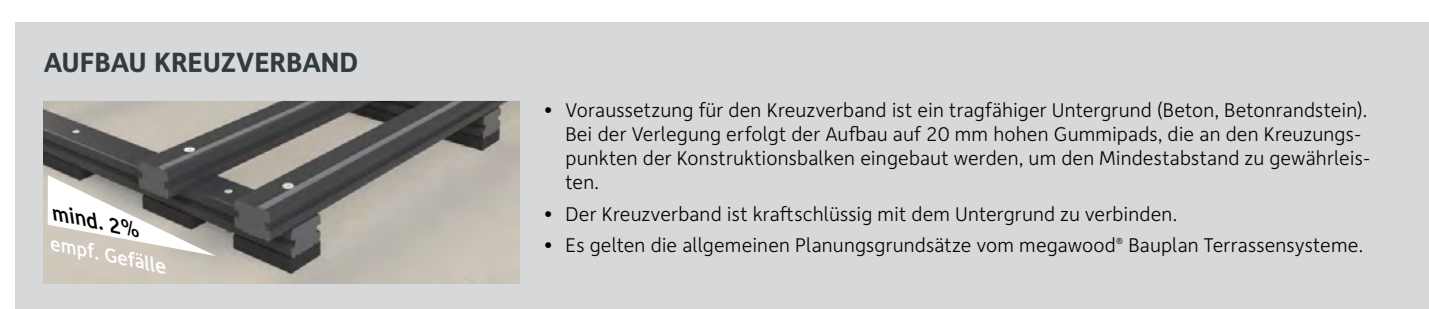 AUFBAU KREUZVERBAND
mind. 2%
empf. Gefälle
• Voraussetzung für den Kreuzverband ist ein tragfähiger Untergrund (Beton, Betonrandstein).
Bei der Verlegung erfolgt der Aufbau auf 20 mm hohen Gummipads, die an den Kreuzungs-
punkten der Konstruktionsbalken eingebaut werden, um den Mindestabstand zu gewährleis-
ten.
• Der Kreuzverband ist kraftschlüssig mit dem Untergrund zu verbinden.
• Es gelten die allgemeinen Planungsgrundsätze vom megawood® Bauplan Terrassensysteme.